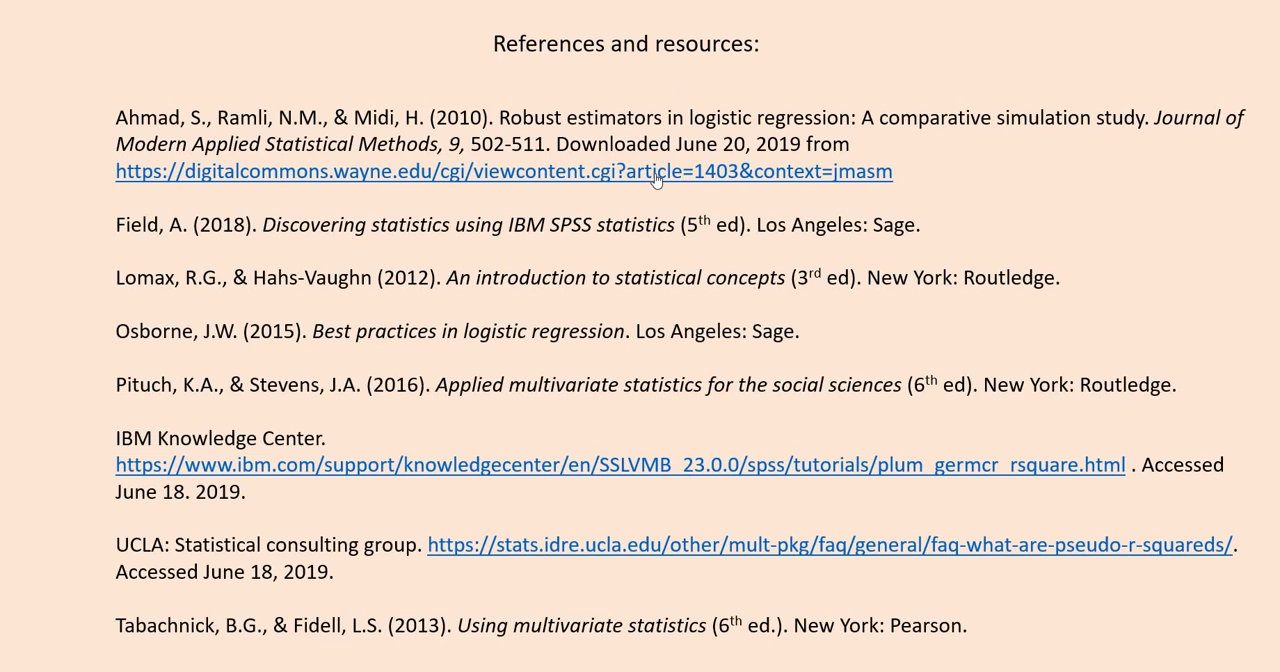 References and resources:
Ahmad, S., Ramli, N.M., & Midi, H. (2010). Robust estimators in logistic regression: A comparative simulation study. Journal of
Modern Applied Statistical Methods, 9, 502-511. Downloaded June 20, 2019 from
https://digitalcommons.wayne.edu/cgi/viewcontent.cgi?article=1403&context=jmasm
Field, A. (2018). Discovering statistics using IBM SPSS statistics (5th ed). Los Angeles: Sage.
Lomax, R.G., & Hahs-Vaughn (2012). An introduction to statistical concepts (3rd ed). New York: Routledge.
Osborne, J.W. (2015). Best practices in logistic regression. Los Angeles: Sage.
Pituch, K.A., & Stevens, J.A. (2016). Applied multivariate statistics for the social sciences (6th ed). New York: Routledge.
IBM Knowledge Center.
https://www.ibm.com/support/knowledgecenter/en/SSLVMB_23.0.0/spss/tutorials/plum_germcr_rsquare.html . Accessed
June 18. 2019.
UCLA: Statistical consulting group. https://stats.idre.ucla.edu/other/mult-pkg/faq/general/faq-what-are-pseudo-r-squareds/.
Accessed June 18, 2019.
Tabachnick, B.G., & Fidell, L.S. (2013). Using multivariate statistics (6th ed.). New York: Pearson.